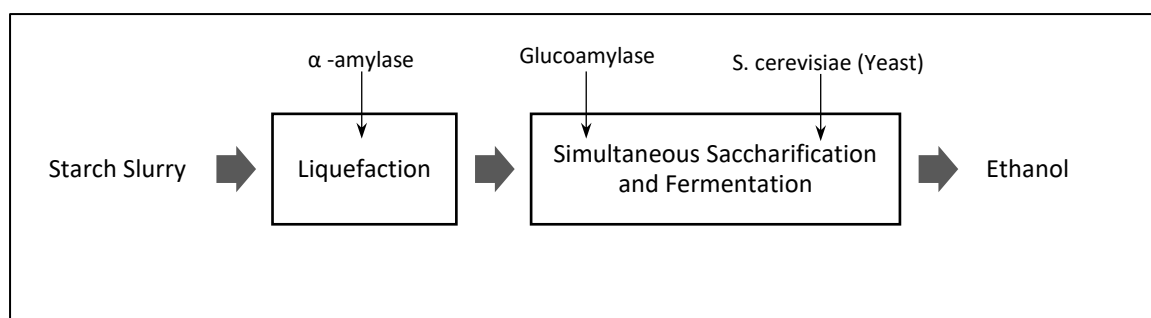 α -amylase
Glucoamylase
S. cerevisiae (Yeast)
Starch Slurry
Liquefaction
Simultaneous Saccharification
and Fermentation
Ethanol